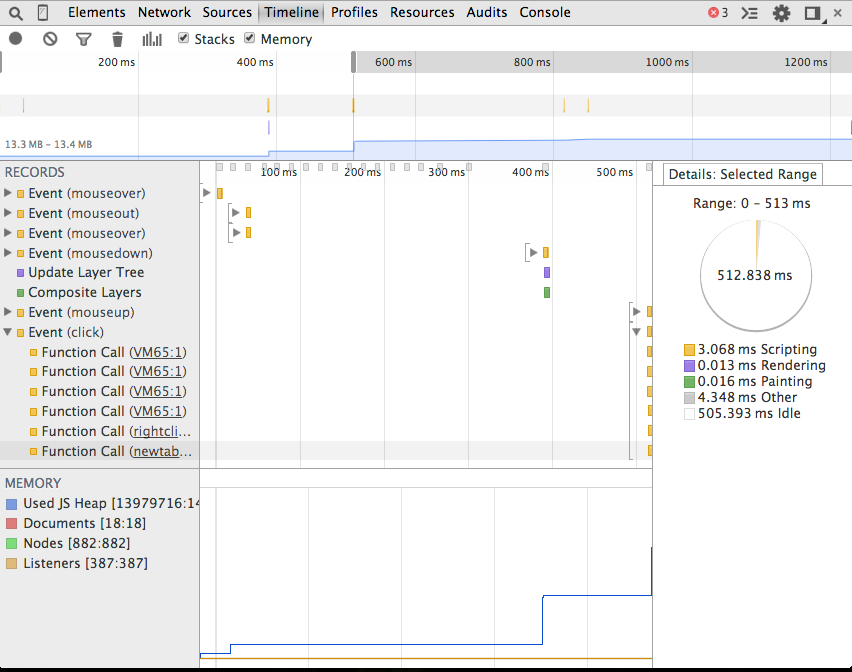 Elements Network Sources Timeline Profiles Resources Audits Console 3
Stacks Memory
200 ms 400 ms 600 ms 800 ms 1000 ms 1200 ms
13.3 MB – 13.4 MB
RECORDS
100 ms 200 ms 300 ms 400 ms 500 ms
Event (mouseover)
Event (mouseout)
Event (mouseover)
Event (mousedown)
Update Layer Tree
Composite Layers
Event (mouseup)
Event (click)
Function Call (VM65:1)
Function Call (VM65:1)
Function Call (VM65:1)
Function Call (VM65:1)
Function Call (rightcli...
Function Call (newtab...
Details: Selected Range
Range: 0 – 513 ms
512.838 ms
3.068 ms Scripting
0.013 ms Rendering
0.016 ms Painting
4.348 ms Other
505.393 ms Idle
MEMORY
Used JS Heap [13979716:14
Documents [18:18]
Nodes [882:882]
Listeners [387:387]